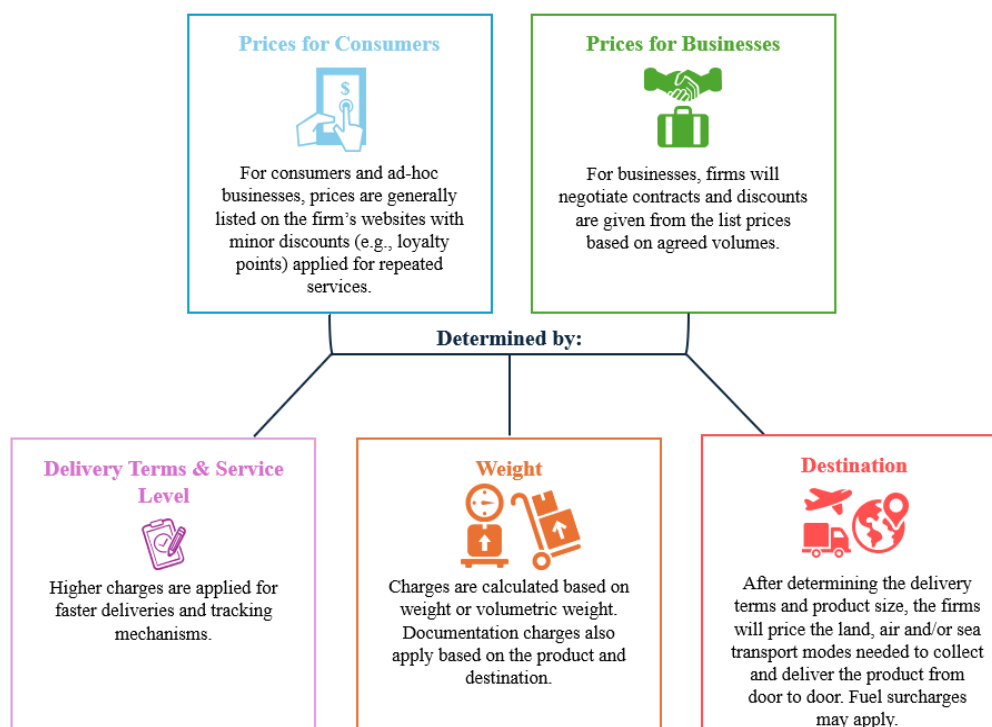 Prices for Consumers
$
For consumers and ad-hoc
businesses, prices are generally
listed on the firm's websites with
minor discounts (e.g., loyalty
points) applied for repeated
services.
Prices for Businesses
For businesses, firms will
negotiate contracts and discounts
are given from the list prices
based on agreed volumes.
Determined by:
Delivery Terms & Service
Level
Higher charges are applied for
faster deliveries and tracking
mechanisms.
Weight
Charges are calculated based on
weight or volumetric weight.
Documentation charges also
apply based on the product and
destination.
Destination
After determining the delivery
terms and product size, the firms
will price the land, air and/or sea
transport modes needed to collect
and deliver the product from
door to door. Fuel surcharges
may apply.